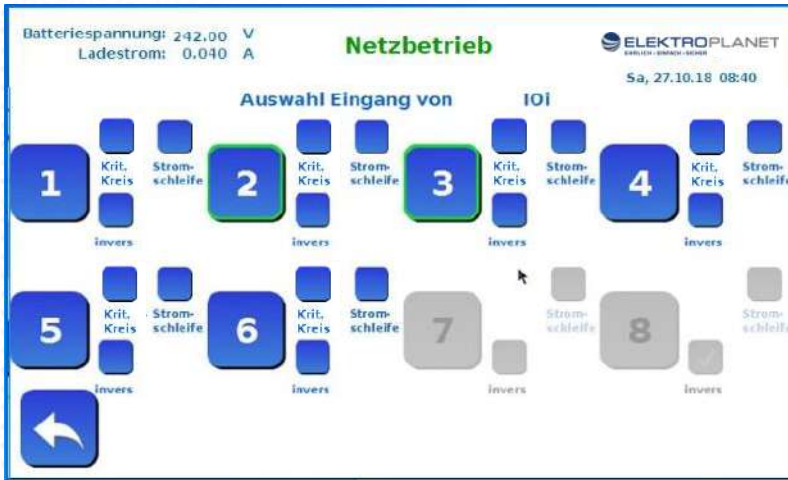 Batteriespannung: 242.00 V
Ladestrom: 0.040 A
Netzbetrieb
ELEKTROPLANET
EHRLICH - EINFACH - SICHER
Sa, 27.10.18 08:40
Auswahl Eingang von IOi
1 Krit. Kreis Strom-schleife invers
2 Krit. Kreis Strom-schleife invers
3 Krit. Kreis Strom-schleife invers
4 Krit. Kreis Strom-schleife invers
5 Krit. Kreis Strom-schleife invers
6 Krit. Kreis Strom-schleife invers
7 Strom-schleife invers
8 Strom-schleife invers